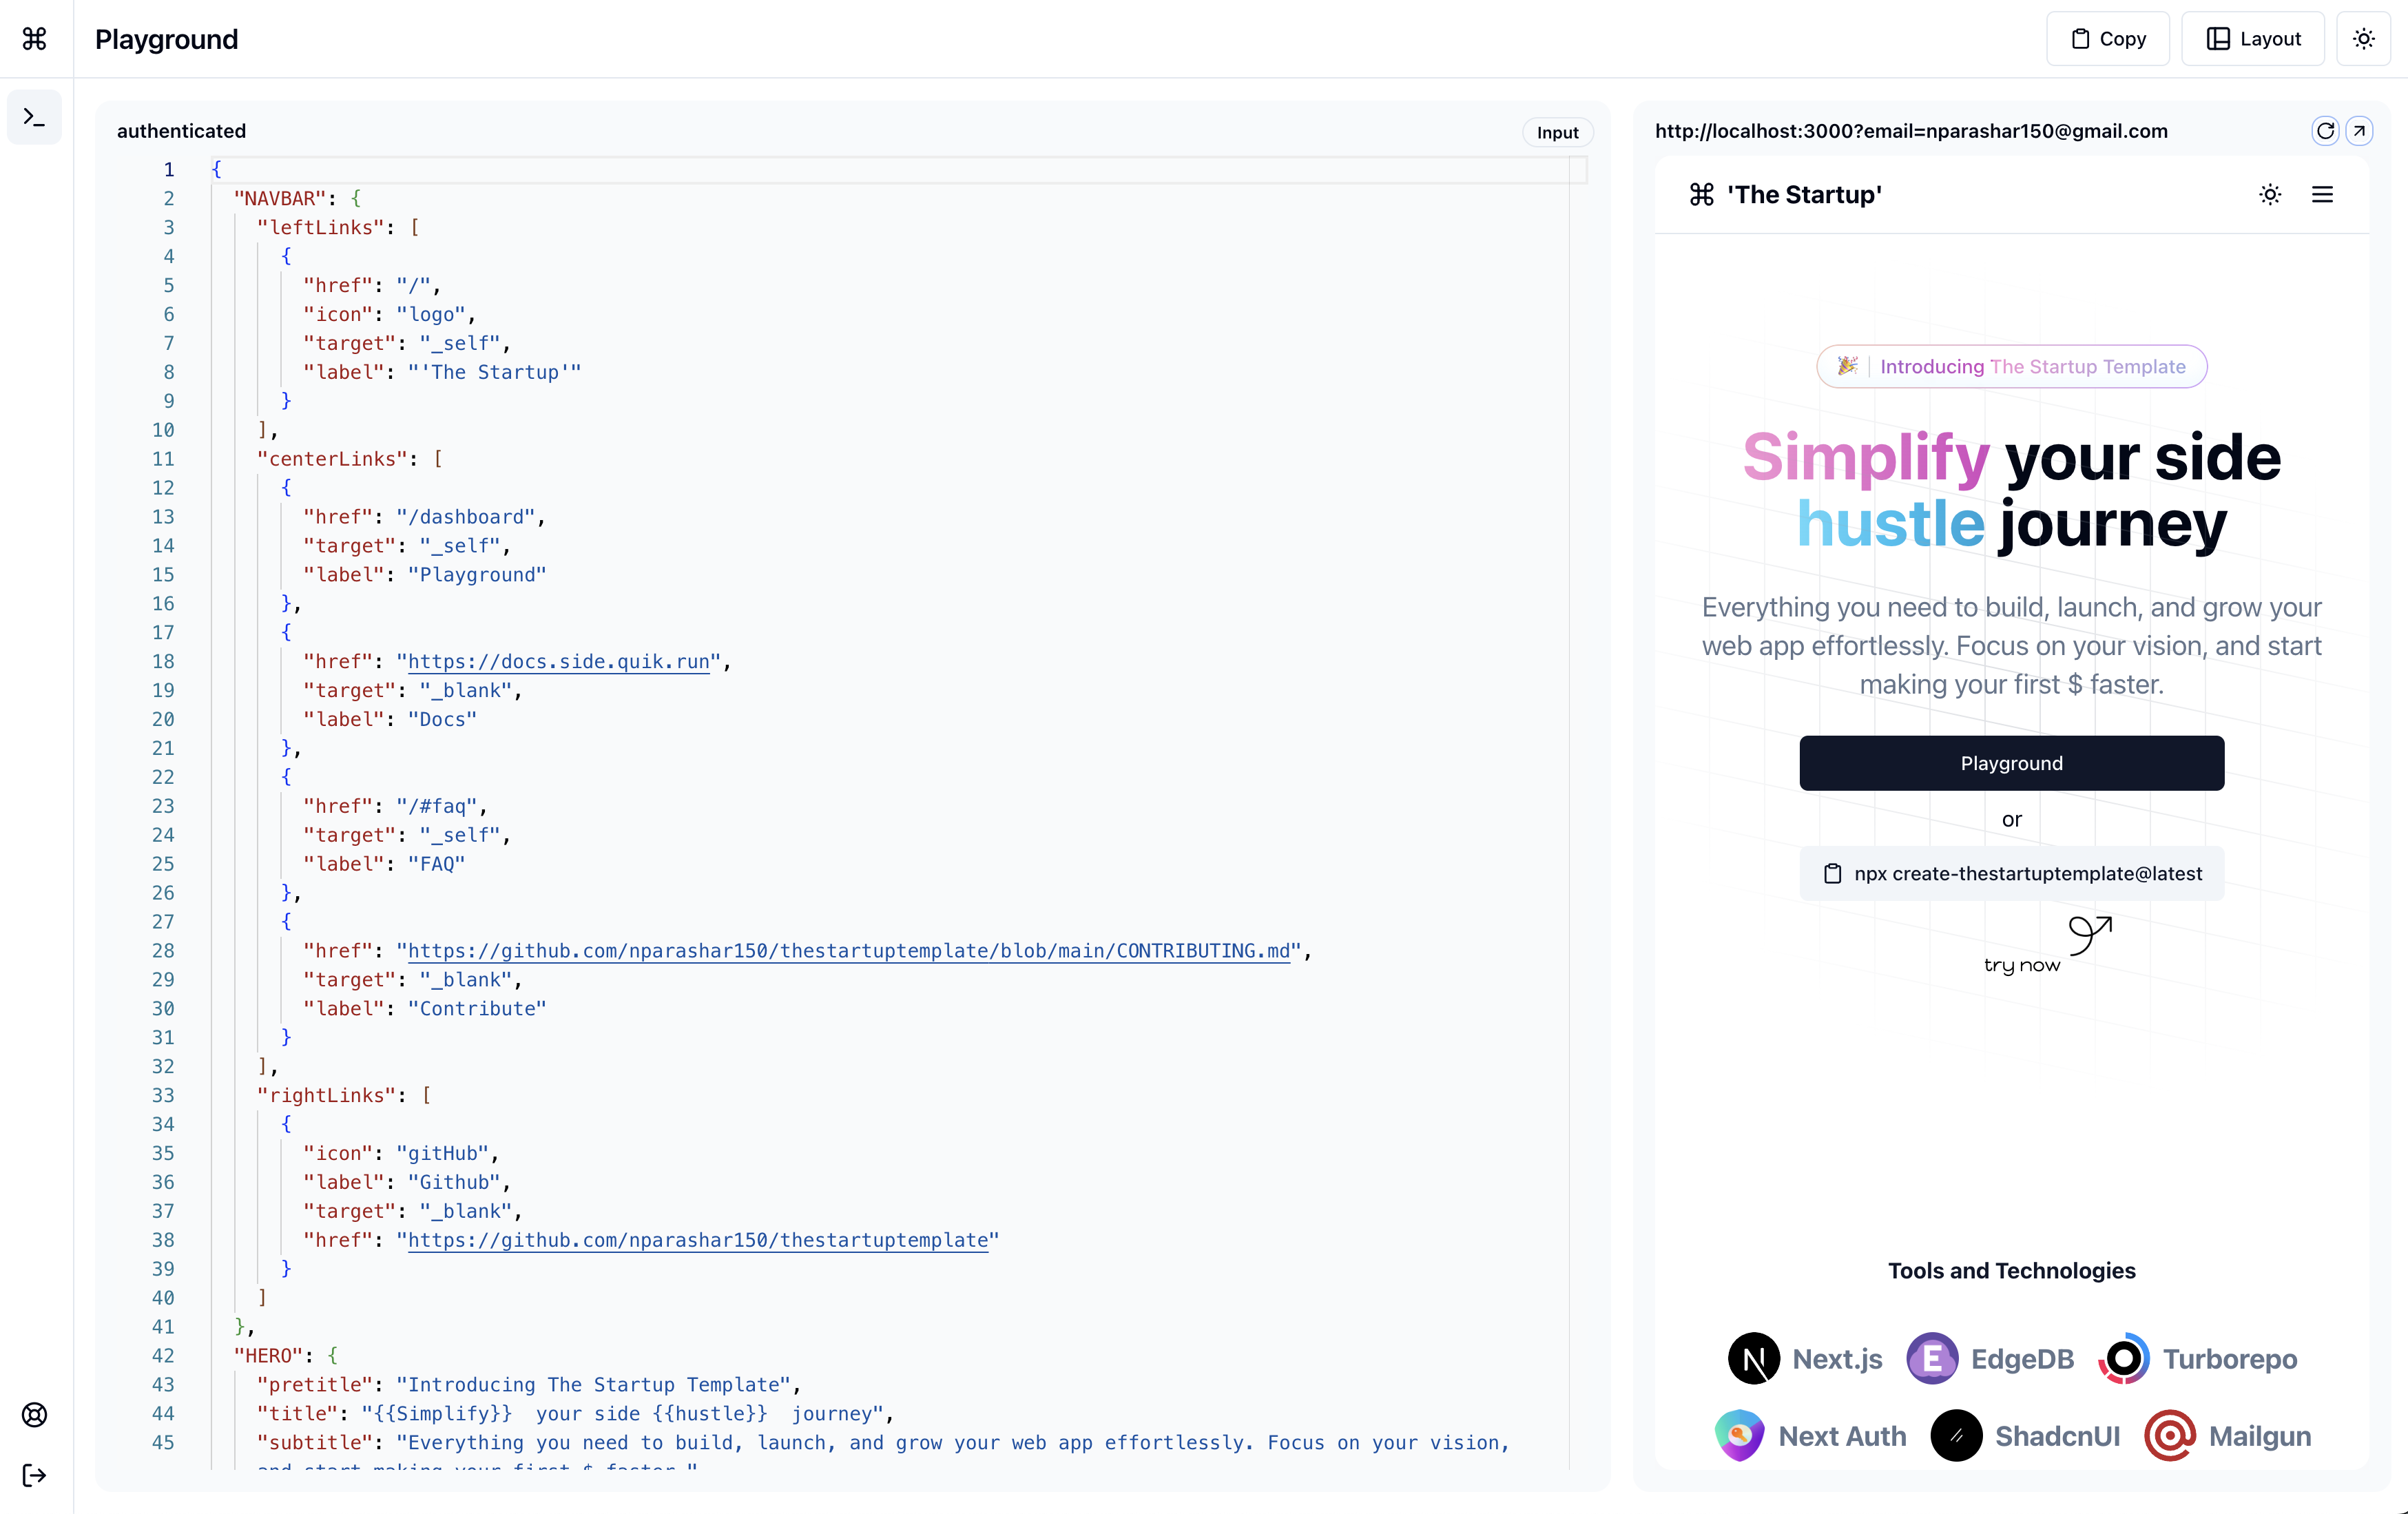 Playground
Copy
Layout
authenticated
Input
1 {
2 "NAVBAR": {
3 "leftLinks": [
4 {
5 "href": "/",
6 "icon": "logo",
7 "target": "_self",
8 "label": "'The Startup'"
9 }
10 ],
11 "centerLinks": [
12 {
13 "href": "/dashboard",
14 "target": "_self",
15 "label": "Playground"
16 },
17 {
18 "href": "https://docs.side.quik.run",
19 "target": "_blank",
20 "label": "Docs"
21 },
22 {
23 "href": "/#faq",
24 "target": "_self",
25 "label": "FAQ"
26 },
27 {
28 "href": "https://github.com/nparashar150/thestartuptemplate/blob/main/CONTRIBUTING.md",
29 "target": "_blank",
30 "label": "Contribute"
31 }
32 ],
33 "rightLinks": [
34 {
35 "icon": "gitHub",
36 "label": "Github",
37 "target": "_blank",
38 "href": "https://github.com/nparashar150/thestartuptemplate"
39 }
40 ]
41 },
42 "HERO": {
43 "pretitle": "Introducing The Startup Template",
44 "title": "{{Simplify}}  your side {{hustle}}  journey",
45 "subtitle": "Everything you need to build, launch, and grow your web app effortlessly. Focus on your vision,
and start making your first $ faster."
http://localhost:3000?email=nparashar150@gmail.com
'The Startup'
Introducing The Startup Template
Simplify your side
hustle journey
Everything you need to build, launch, and grow your
web app effortlessly. Focus on your vision, and start
making your first $ faster.
Playground
or
npx create-thestartuptemplate@latest
try now
Tools and Technologies
Next.js EdgeDB Turborepo
Next Auth ShadcnUI Mailgun